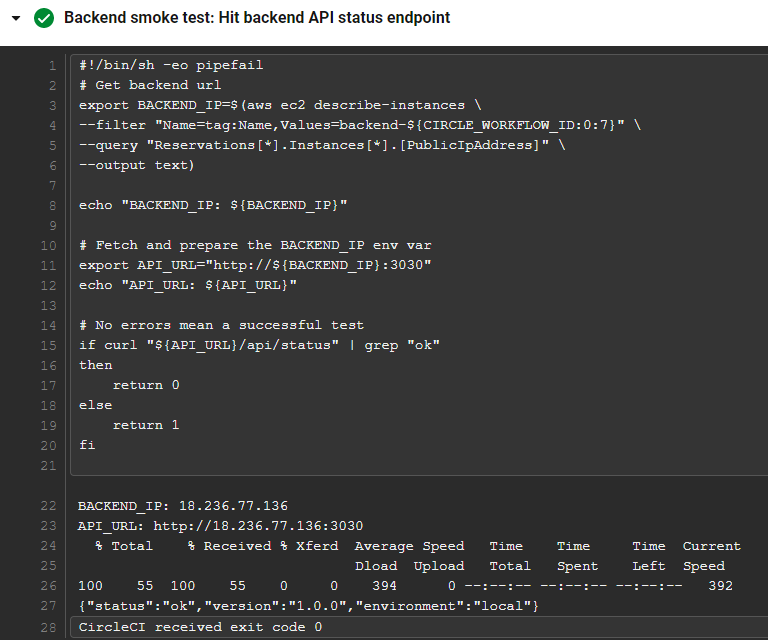 Backend smoke test: Hit backend API status endpoint
1 #!/bin/sh -eo pipefail
2 # Get backend url
3 export BACKEND_IP=$(aws ec2 describe-instances \
4 --filter "Name=tag:Name,Values=backend-${CIRCLE_WORKFLOW_ID:0:7}" \
5 --query "Reservations[*].Instances[*].[PublicIpAddress]" \
6 --output text)
7
8 echo "BACKEND_IP: ${BACKEND_IP}"
9
10 # Fetch and prepare the BACKEND_IP env var
11 export API_URL="http://${BACKEND_IP}:3030"
12 echo "API_URL: ${API_URL}"
13
14 # No errors mean a successful test
15 if curl "${API_URL}/api/status" | grep "ok"
16 then
17     return 0
18 else
19     return 1
20 fi
21
22 BACKEND_IP: 18.236.77.136
23 API_URL: http://18.236.77.136:3030
24   % Total    % Received % Xferd  Average Speed   Time    Time     Time  Current
25                                  Dload  Upload   Total   Spent    Left  Speed
26 100    55  100    55    0     0    394      0 --:--:-- --:--:-- --:--:--   392
27 {"status":"ok","version":"1.0.0","environment":"local"}
28 CircleCI received exit code 0